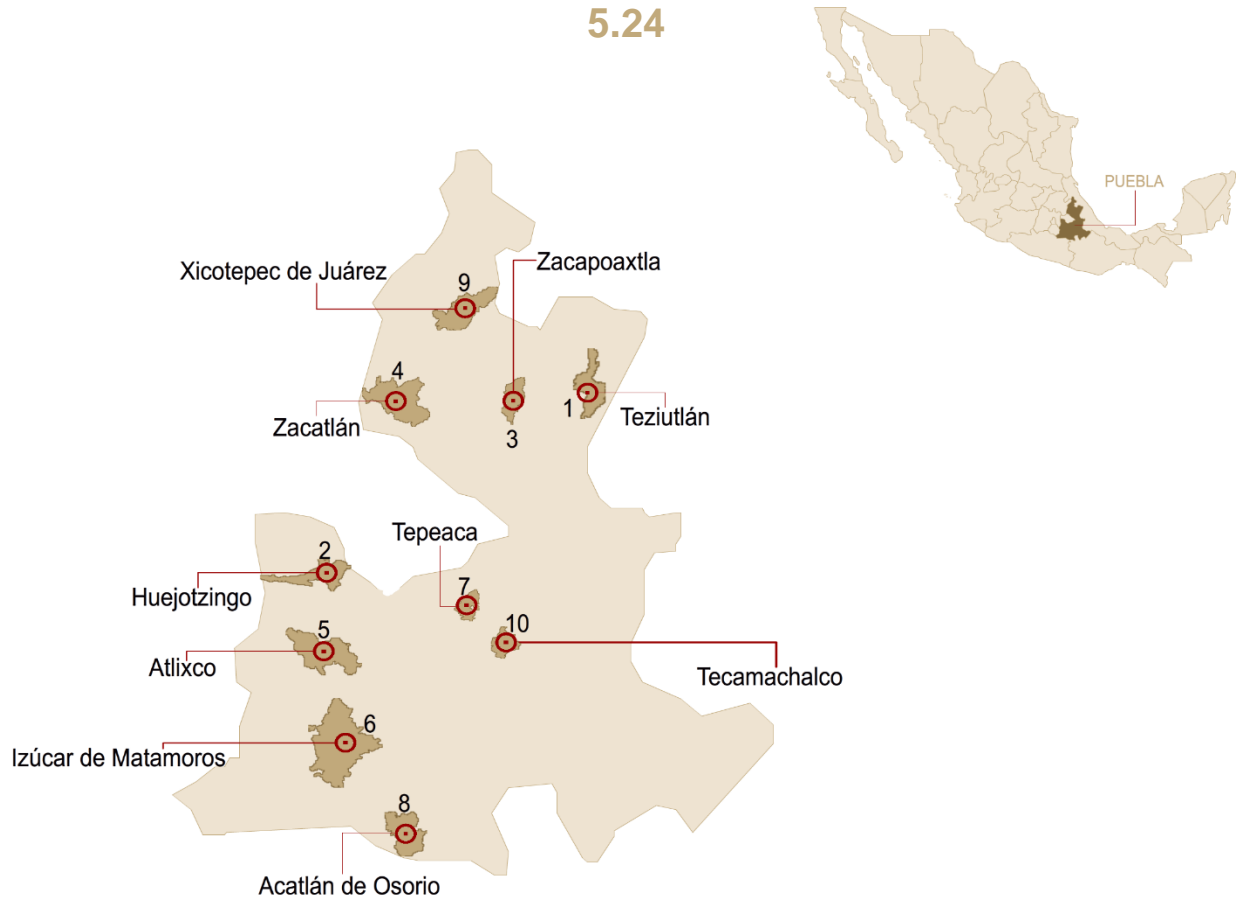 5.24
PUEBLA
Xicotepec de Juárez
Zacapoaxtla
9
4
1
3
Zacatlán
Teziutlán
Tepeaca
2
Huejotzingo
7
10
5
Atlixco
Tecamachalco
6
Izúcar de Matamoros
8
Acatlán de Osorio